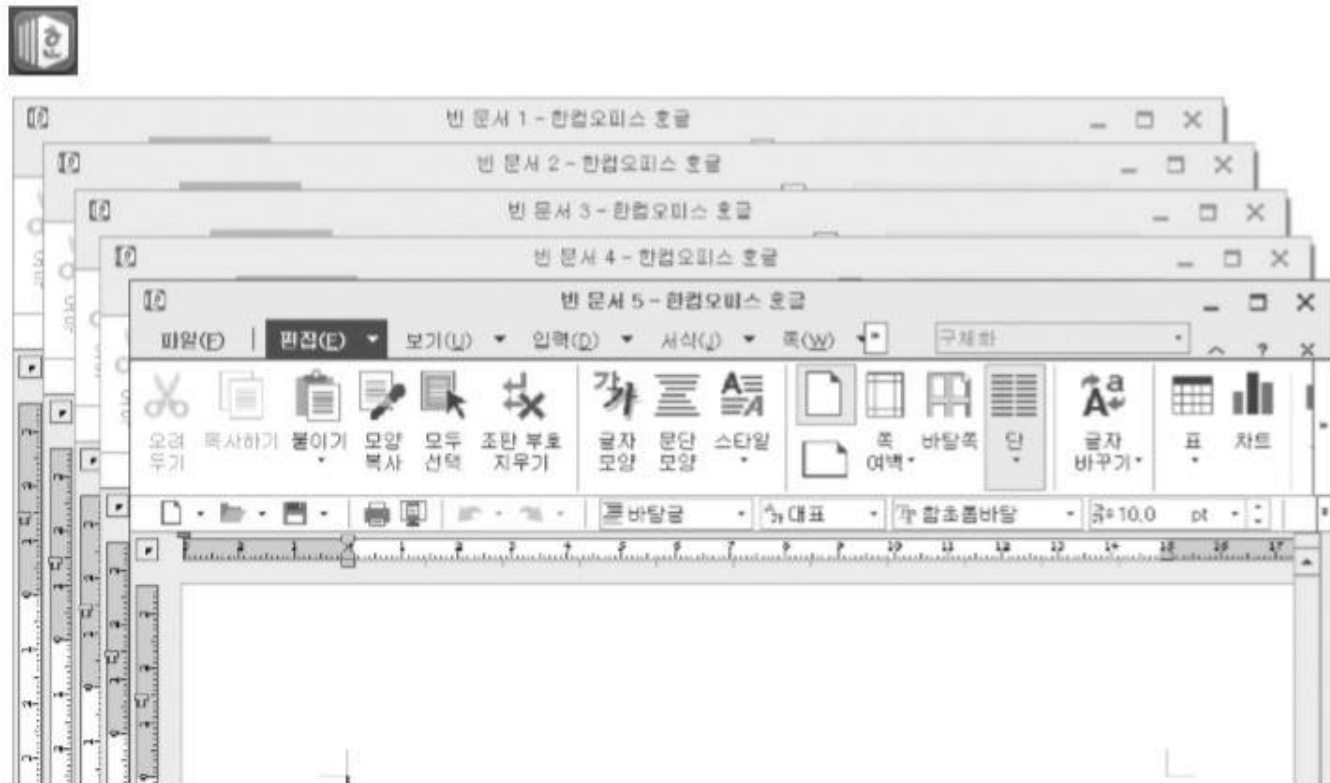 한
빈 문서 1 - 한컴오피스 흔글
빈 문서 2 - 한컴오피스 흔글
빈 문서 3 - 한컴오피스 흔글
빈 문서 4 - 한컴오피스 흔글
빈 문서 5 - 한컴오피스 흔글
파일(F) 편집(E) 보기(U) 입력(D) 서식(J) 쪽(W) 구체화
오려 두기 복사하기 붙이기 모양 복사 모두 선택 조판 부호 지우기 글자 모양 문단 모양 스타일 쪽 여백 바탕쪽 단 글자 바꾸기 표 차트
바탕글 대표 함초롬바탕 10.0 pt